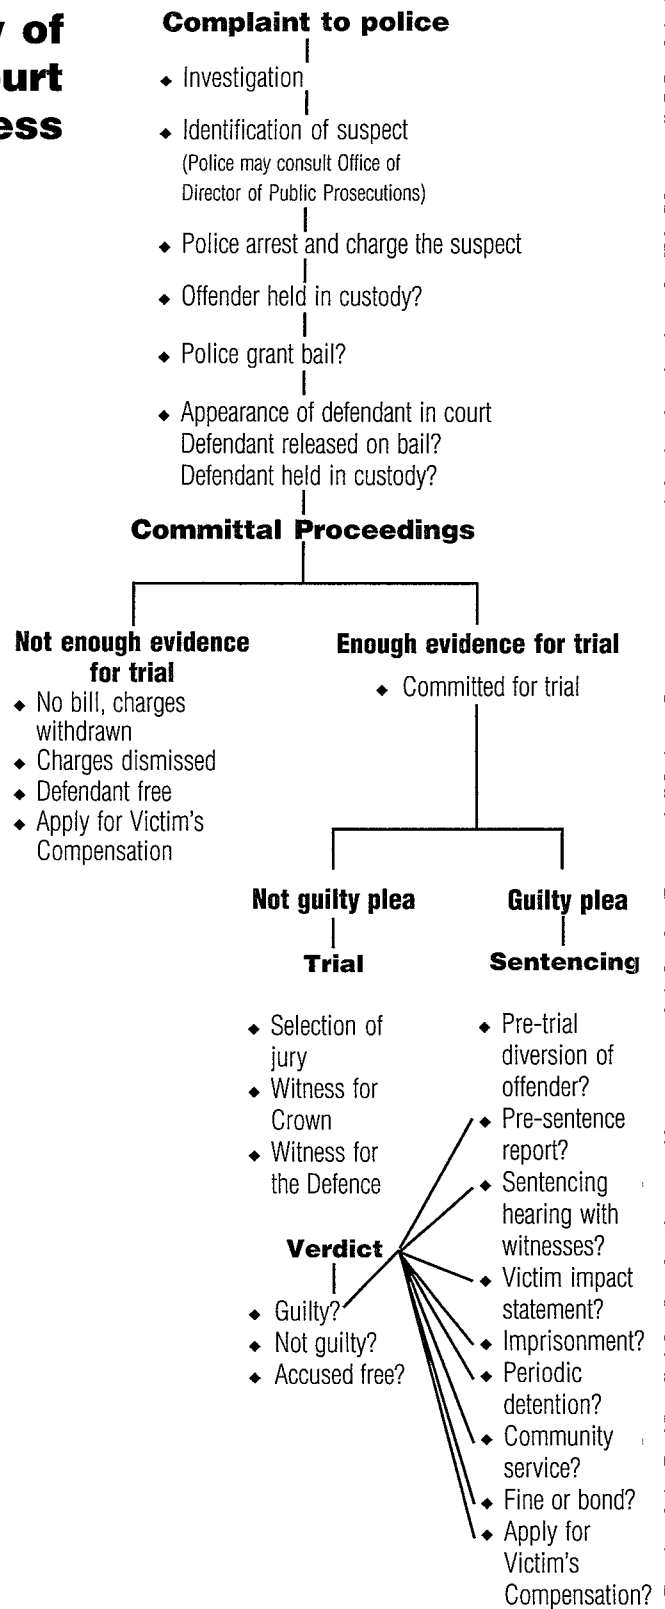 y of
urt
ess
Complaint to police
◆ Investigation
◆ Identification of suspect
(Police may consult Office of
Director of Public Prosecutions)
◆ Police arrest and charge the suspect
◆ Offender held in custody?
◆ Police grant bail?
◆ Appearance of defendant in court
Defendant released on bail?
Defendant held in custody?
Committal Proceedings
Not enough evidence
for trial
◆ No bill, charges
withdrawn
◆ Charges dismissed
◆ Defendant free
◆ Apply for Victim's
Compensation
Enough evidence for trial
◆ Committed for trial
Not guilty plea
Trial
◆ Selection of
jury
◆ Witness for
Crown
◆ Witness for
the Defence
Verdict
◆ Guilty?
◆ Not guilty?
◆ Accused free?
Guilty plea
Sentencing
◆ Pre-trial
diversion of
offender?
◆ Pre-sentence
report?
◆ Sentencing
hearing with
witnesses?
◆ Victim impact
statement?
◆ Imprisonment?
◆ Periodic
detention?
◆ Community
service?
◆ Fine or bond?
◆ Apply for
Victim's
Compensation?